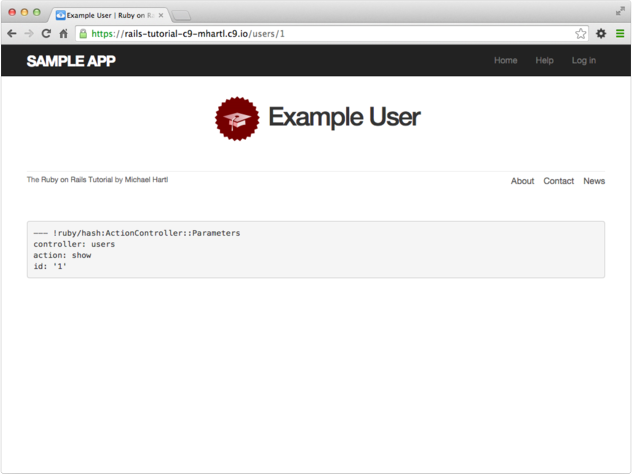 Example User | Ruby on Ra
https://rails-tutorial-c9-mhartl.c9.io/users/1
SAMPLE APP
Home Help Log in
Example User
The Ruby on Rails Tutorial by Michael Hartl
About Contact News
--- !ruby/hash:ActionController::Parameters
controller: users
action: show
id: '1'